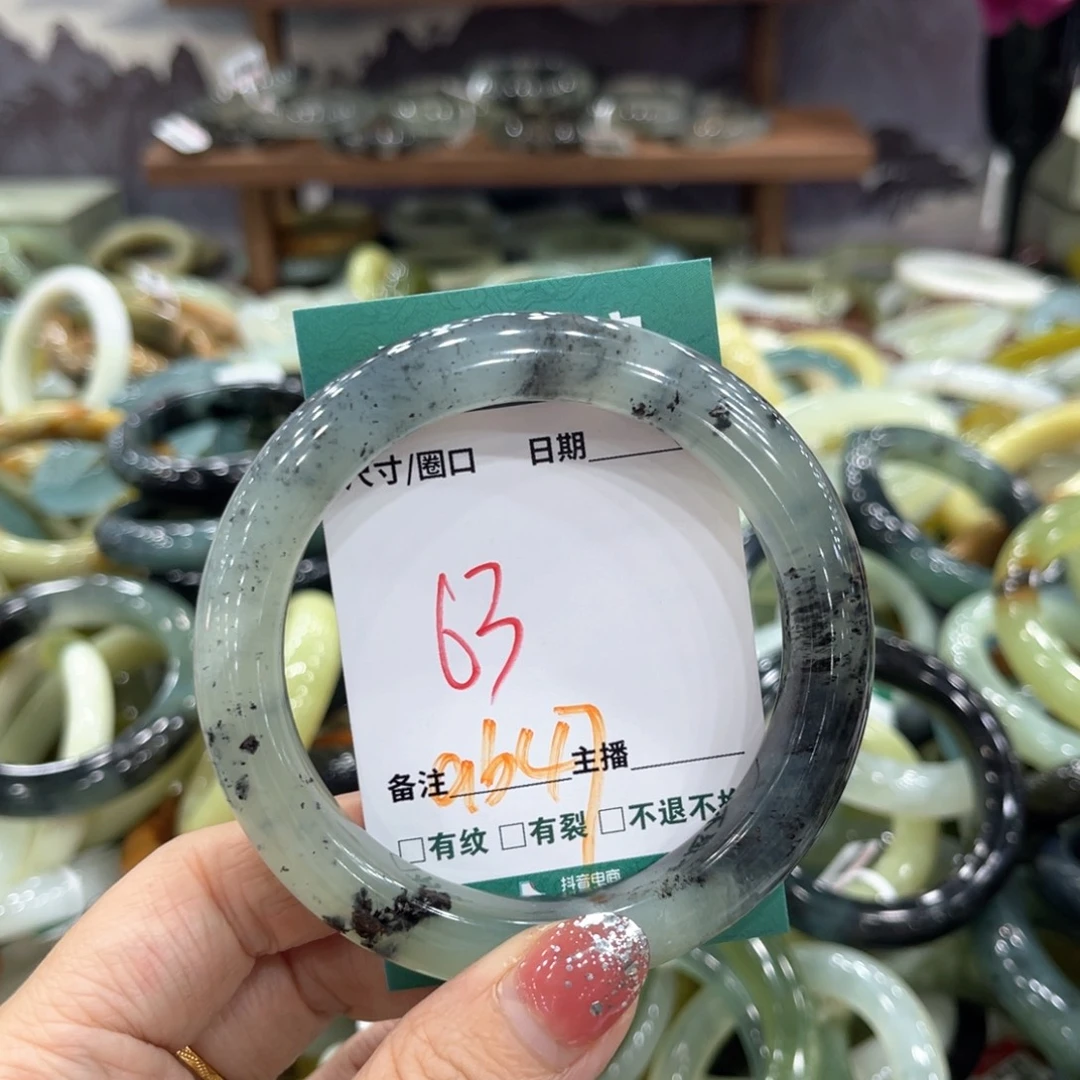 寸/圈口 日期
63
ab47
备注 主播
□有纹 □有裂 □不退不
抖音电商